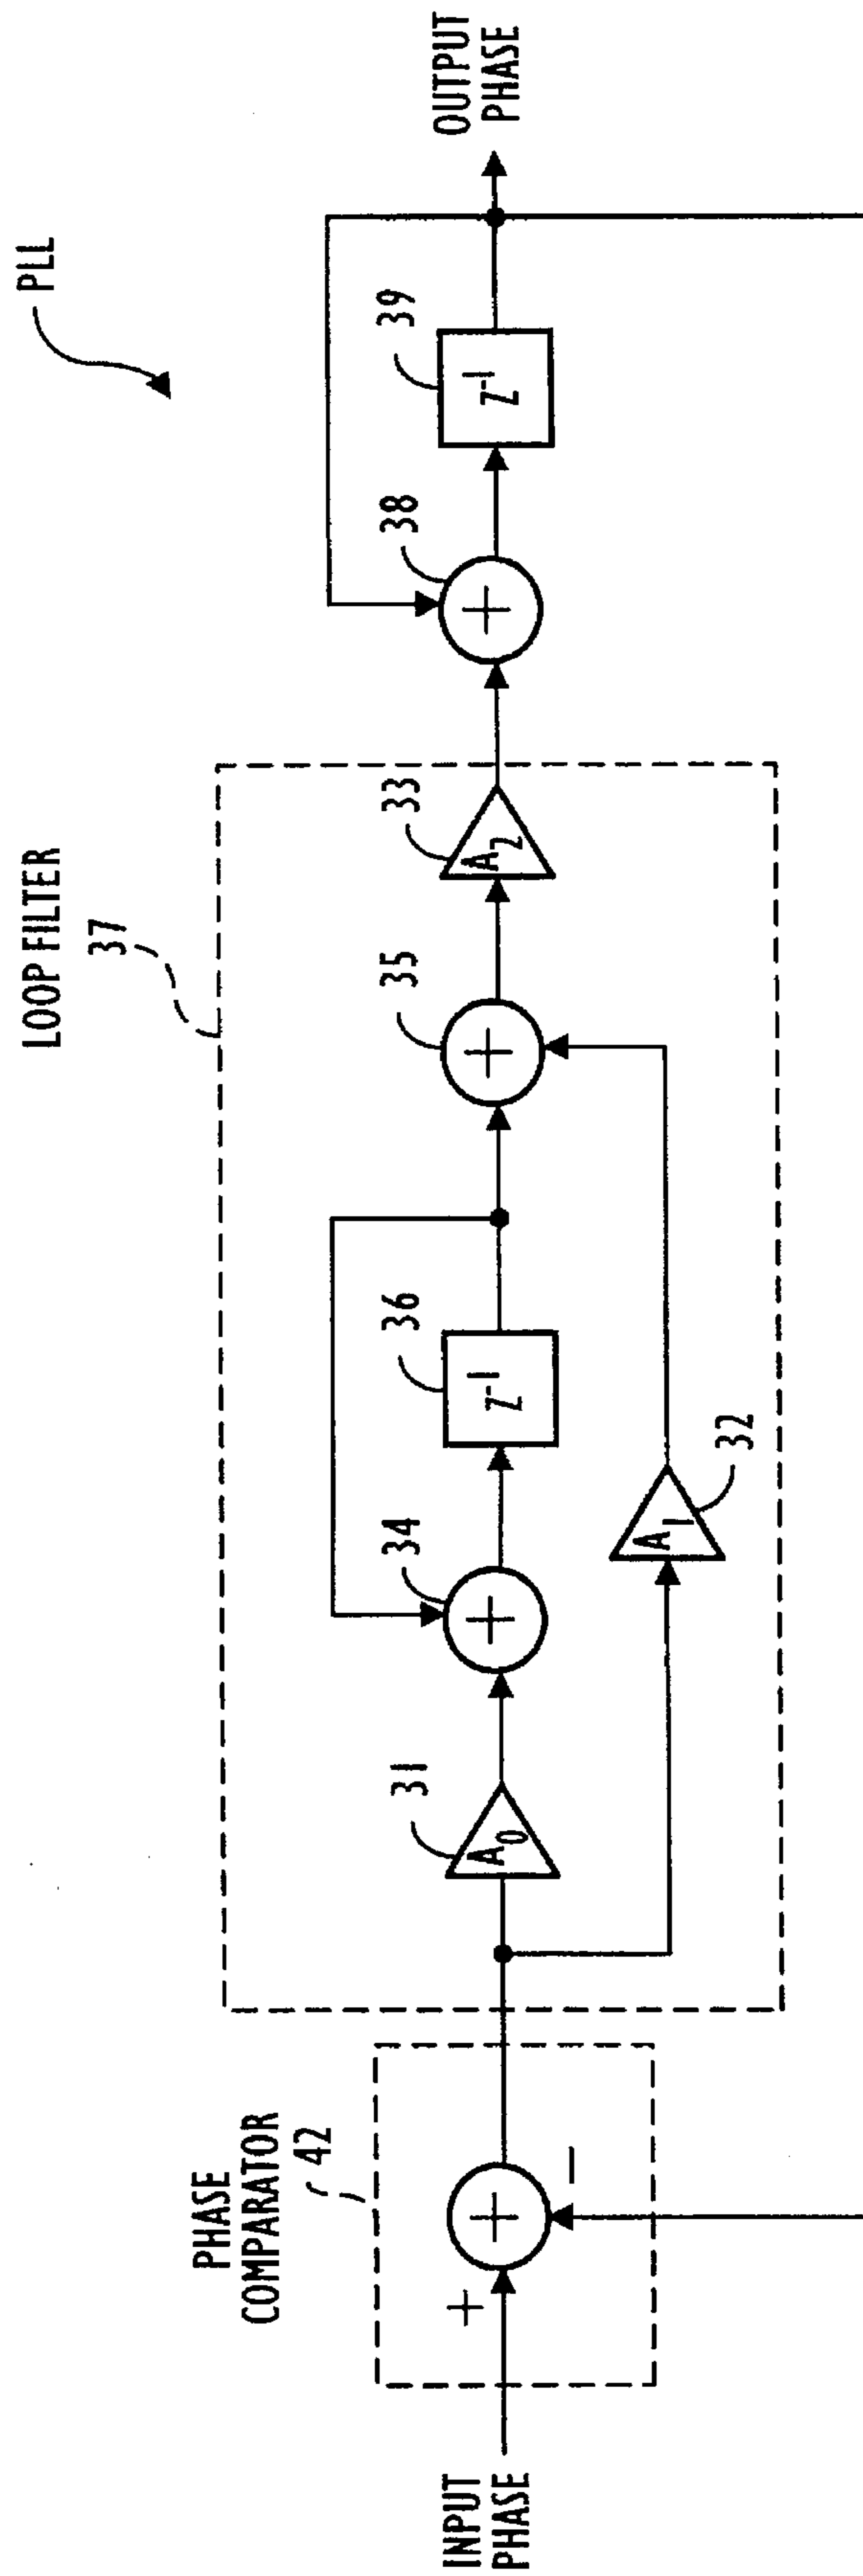 PLL
LOOP FILTER
37
PHASE
COMPARATOR
42
INPUT
PHASE
+
+
−
A0
31
+
34
z-1
36
+
35
A2
33
A1
32
+
38
z-1
39
OUTPUT
PHASE